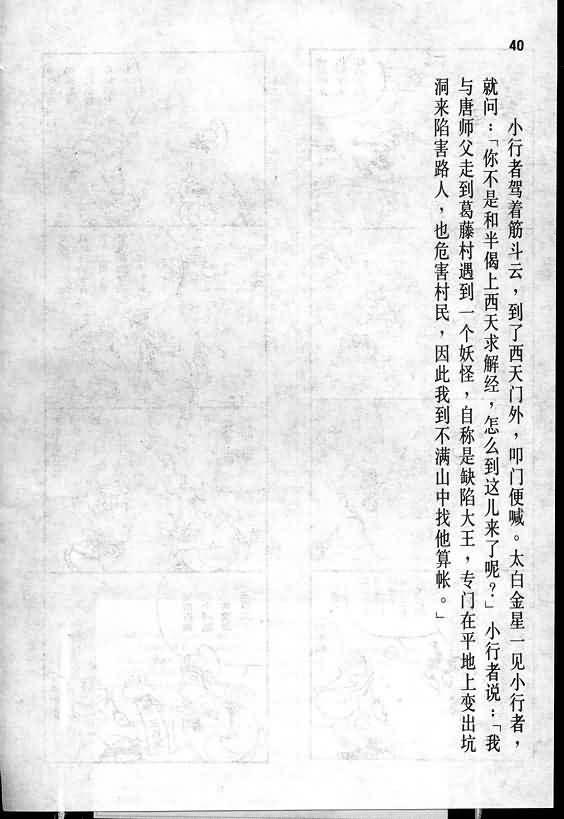 40
小行者驾着筋斗云，到了西天门外，叩门便喊。太白金星一见小行者，
就问：「你不是和半偈上西天求解经，怎么到这儿来了呢？」小行者说：「我
与唐师父走到葛藤村遇到一个妖怪，自称是缺陷大王，专门在平地上变出坑
洞来陷害路人，也危害村民，因此我到不满山中找他算帐。」